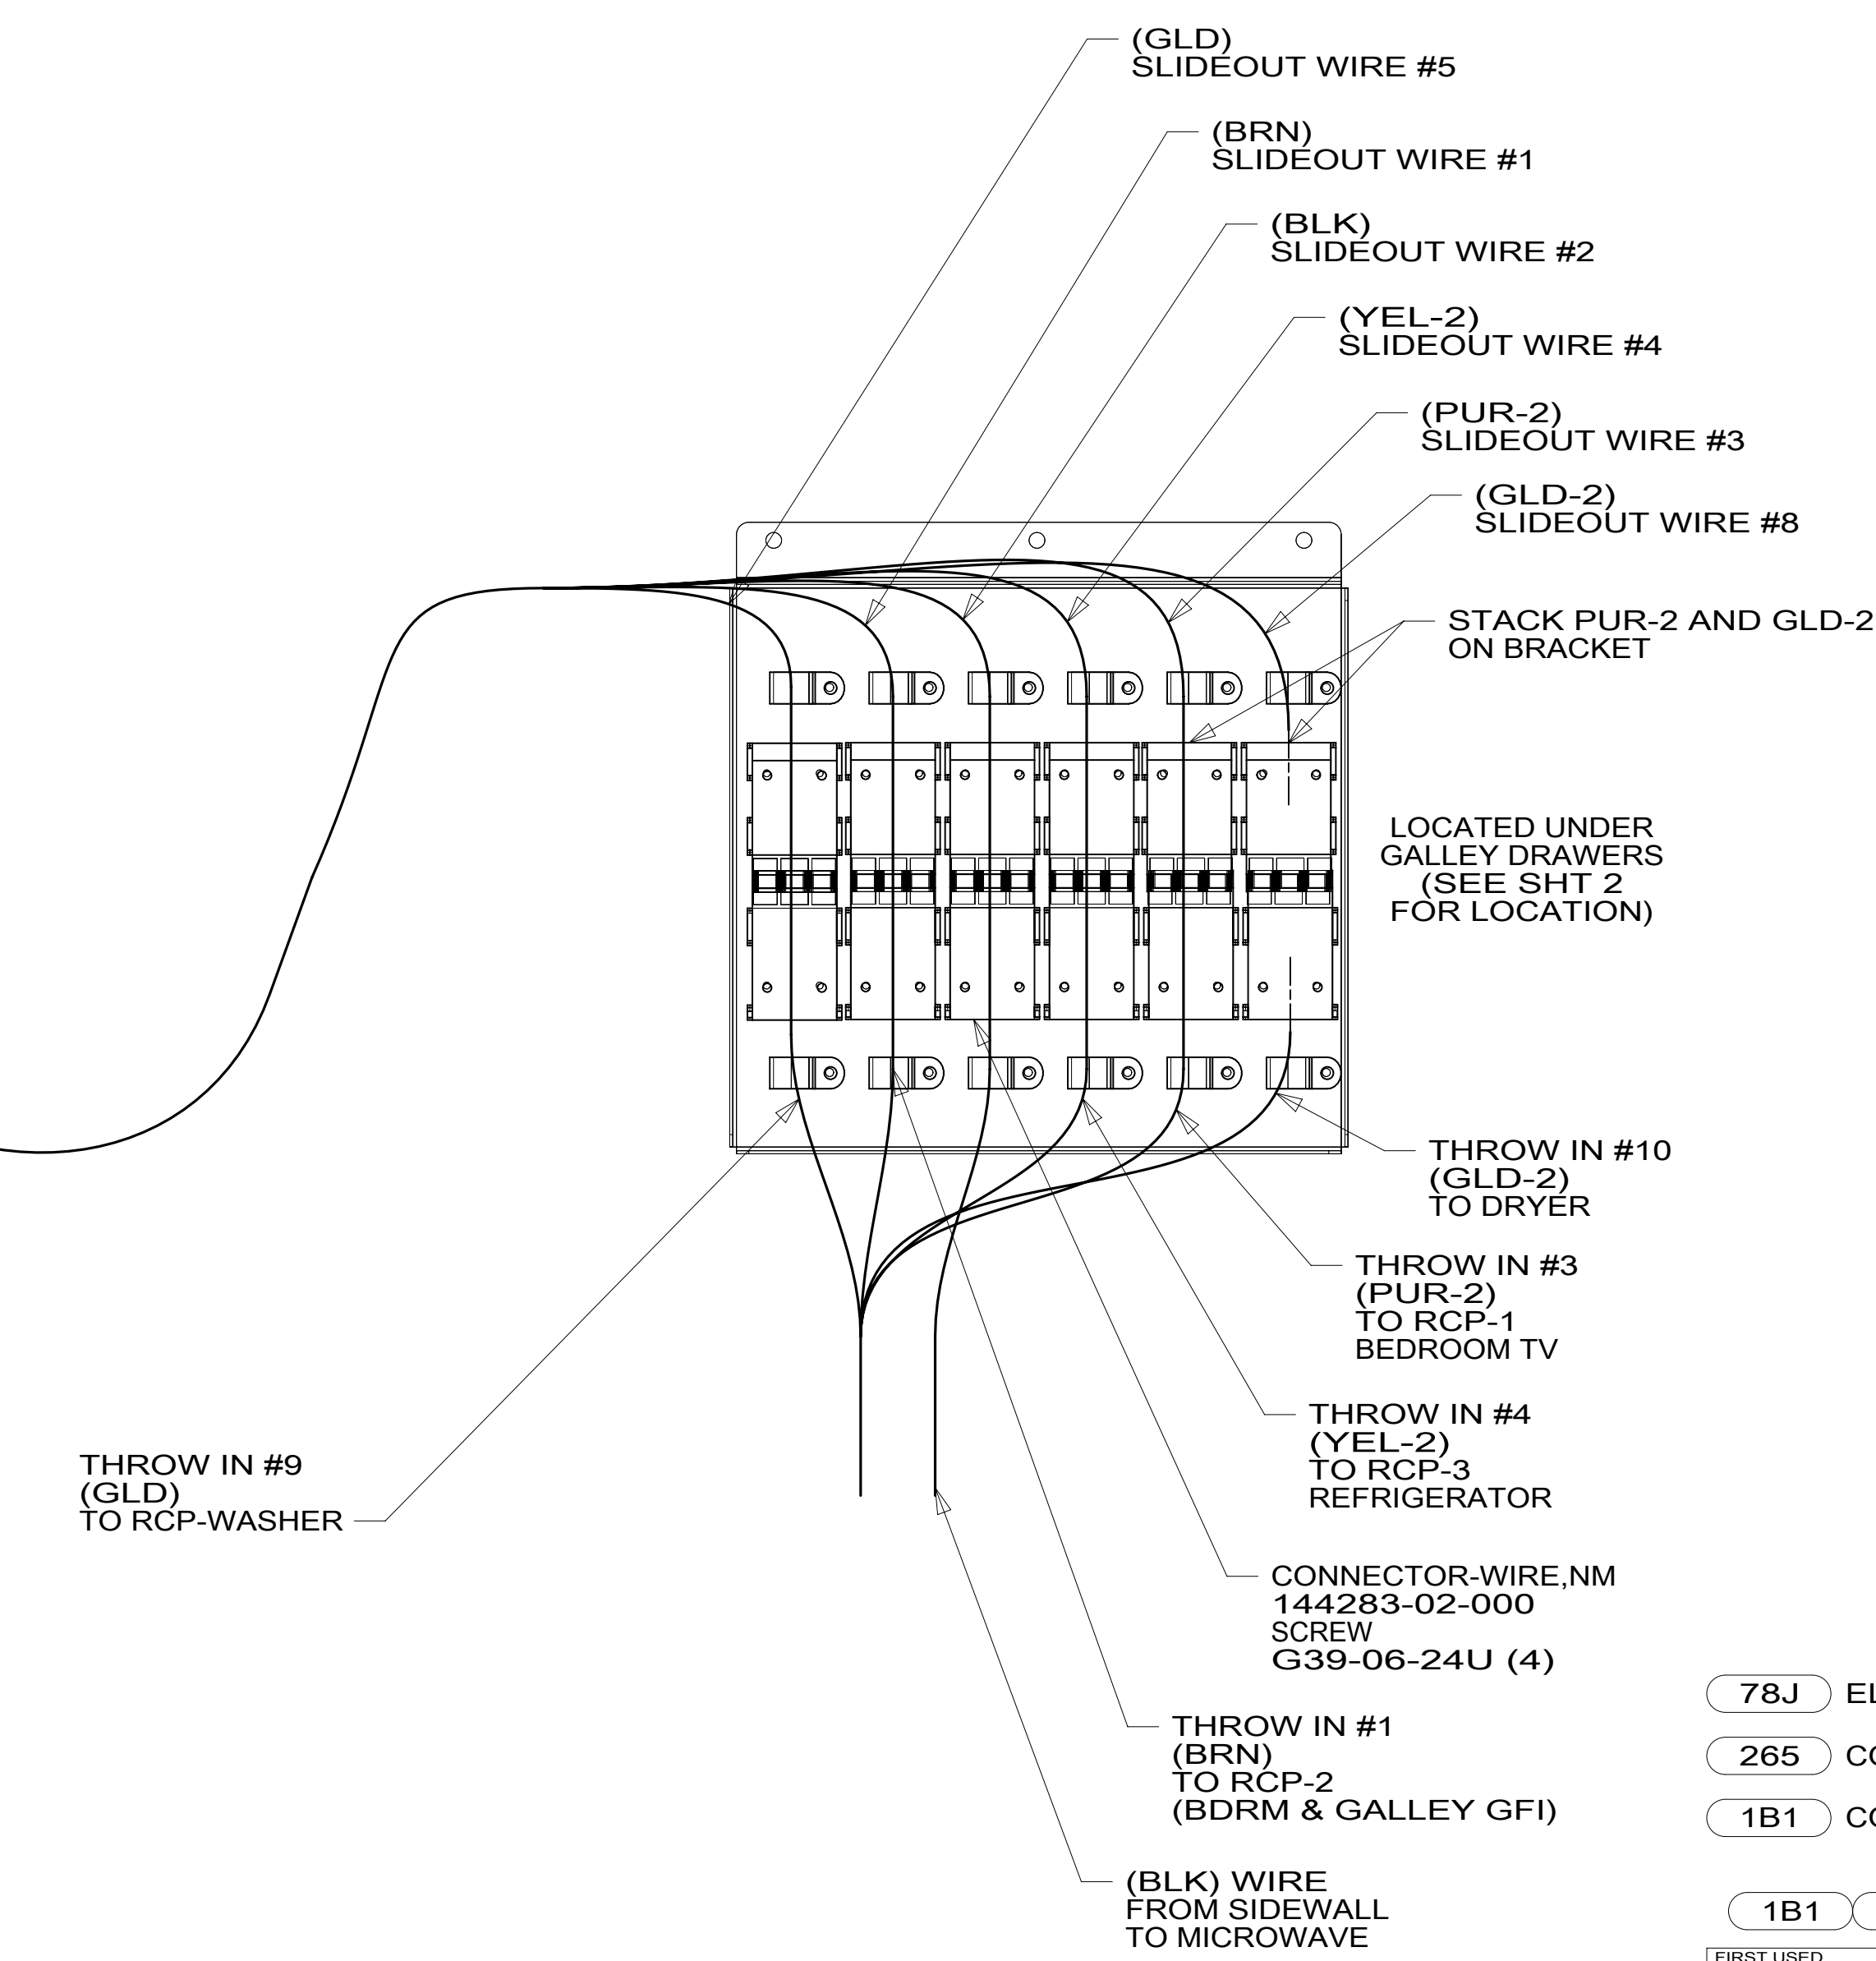 (GLD)
SLIDEOUT WIRE #5
(BRN)
SLIDEOUT WIRE #1
(BLK)
SLIDEOUT WIRE #2
(YEL-2)
SLIDEOUT WIRE #4
(PUR-2)
SLIDEOUT WIRE #3
(GLD-2)
SLIDEOUT WIRE #8
STACK PUR-2 AND GLD-2
ON BRACKET
LOCATED UNDER
GALLEY DRAWERS
(SEE SHT 2
FOR LOCATION)
THROW IN #10
(GLD-2)
TO DRYER
THROW IN #3
(PUR-2)
TO RCP-1
BEDROOM TV
THROW IN #4
(YEL-2)
TO RCP-3
REFRIGERATOR
THROW IN #9
(GLD)
TO RCP-WASHER
CONNECTOR-WIRE,NM
144283-02-000
SCREW
G39-06-24U (4)
THROW IN #1
(BRN)
TO RCP-2
(BDRM & GALLEY GFI)
(BLK) WIRE
FROM SIDEWALL
TO MICROWAVE
78J
265
1B1
1B1
FIRST USED